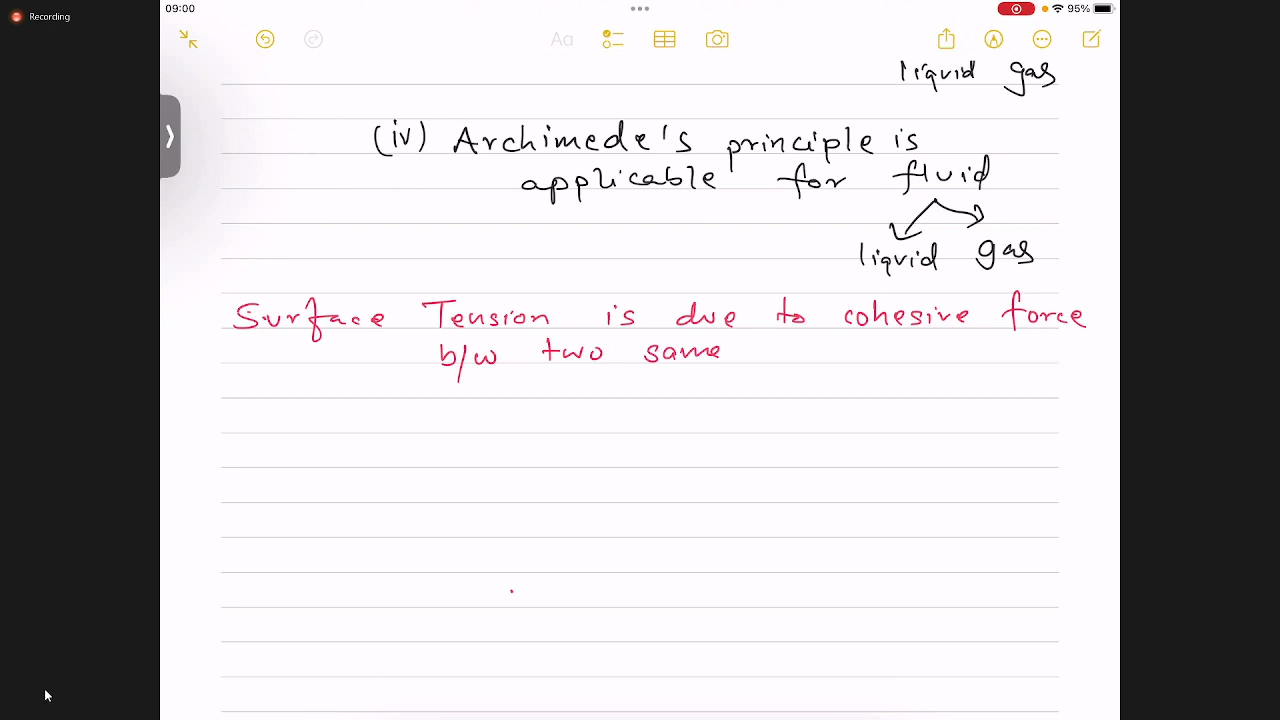 09:00
95%
Recording
Aa
liquid gas
(iv) Archimede's principle is
applicable for fluid
liquid gas
Surface Tension is due to cohesive force
b/w two same